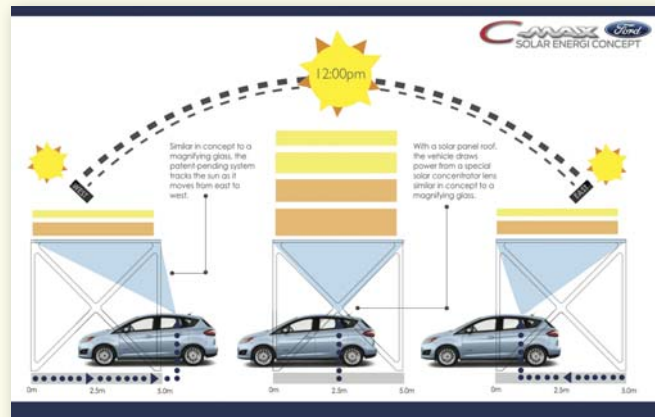 C-MAX Ford
SOLAR ENERGI CONCEPT
12:00pm
Similar in concept to a
magnifying glass, the
patent-pending system
tracks the sun as it
moves from east to
west.
With a solar panel roof,
the vehicle draws
power from a special
solar concentrator lens
similar in concept to a
magnifying glass.
WEST
EAST
0m 2.5m 5.0m
0m 2.5m 5.0m
0m 2.5m 5.0m